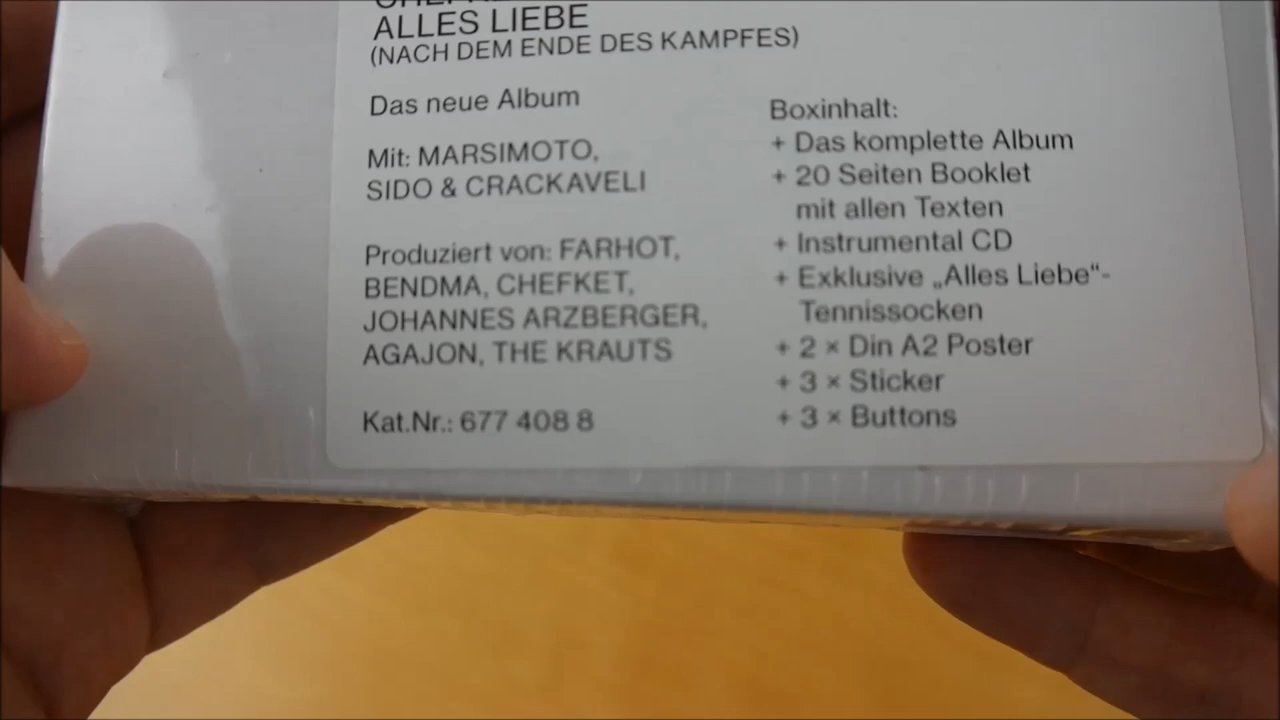 ALLES LIEBE
(NACH DEM ENDE DES KAMPFES)
Das neue Album
Mit: MARSIMOTO,
SIDO & CRACKAVELI
Produziert von: FARHOT,
BENDMA, CHEFKET,
JOHANNES ARZBERGER,
AGAJON, THE KRAUTS
Kat.Nr.: 677 408 8
Boxinhalt:
+ Das komplette Album
+ 20 Seiten Booklet
mit allen Texten
+ Instrumental CD
+ Exklusive „Alles Liebe“-
Tennissocken
+ 2 × Din A2 Poster
+ 3 × Sticker
+ 3 × Buttons